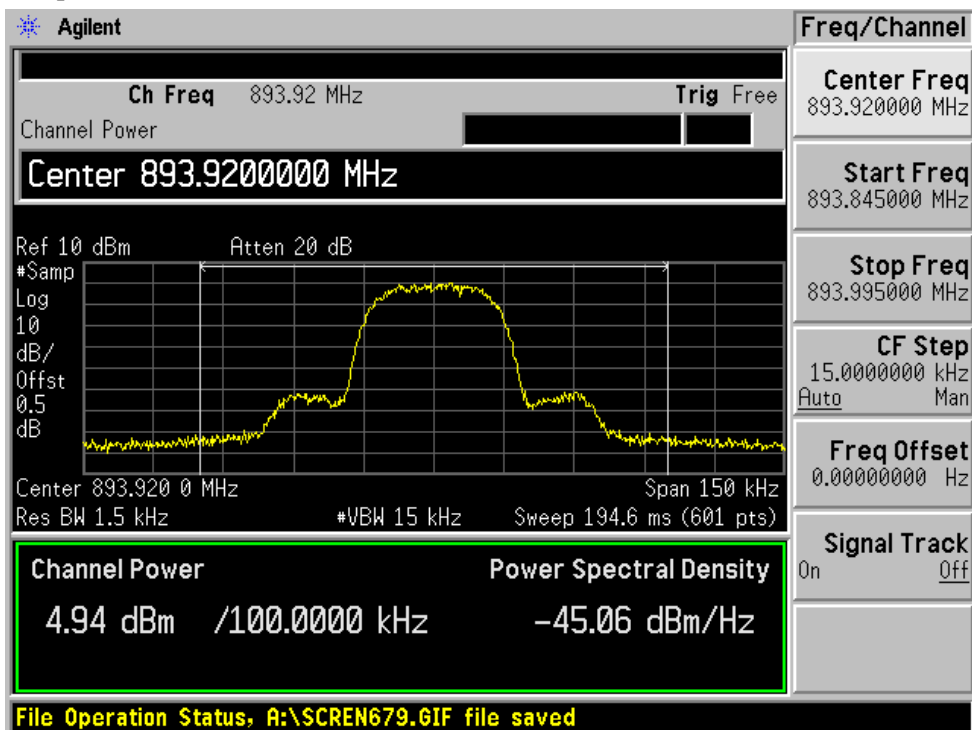 Agilent
Freq/Channel
Ch Freq 893.92 MHz Trig Free
Channel Power
Center 893.9200000 MHz
Ref 10 dBm Atten 20 dB
#Samp
Log
10
dB/
Offst
0.5
dB
Center 893.920 0 MHz Span 150 kHz
Res BW 1.5 kHz #VBW 15 kHz Sweep 194.6 ms (601 pts)
Channel Power Power Spectral Density
4.94 dBm /100.0000 kHz -45.06 dBm/Hz
File Operation Status, A:\SCREN679.GIF file saved
Center Freq
893.920000 MHz
Start Freq
893.845000 MHz
Stop Freq
893.995000 MHz
CF Step
15.0000000 kHz
Auto Man
Freq Offset
0.00000000 Hz
Signal Track
On Off